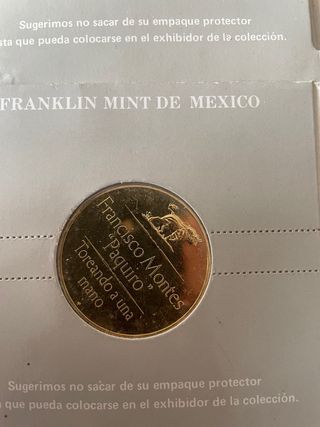 Sugerimos no sacar de su empaque protector
sta que pueda colocarse en el exhibidor de la colección.
FRANKLIN MINT DE MEXICO
Francisco Montes
"Paquiro"
Toreando a una
mano
Sugerimos no sacar de su empaque protector
a que pueda colocarse en el exhibidor de la colección.